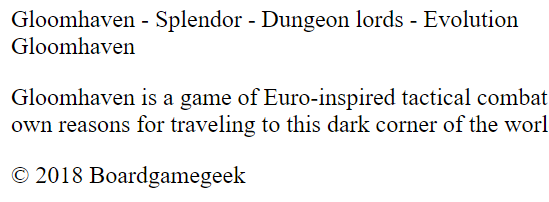 Gloomhaven - Splendor - Dungeon lords - Evolution
Gloomhaven
Gloomhaven is a game of Euro-inspired tactical combat
own reasons for traveling to this dark corner of the worl
© 2018 Boardgamegeek